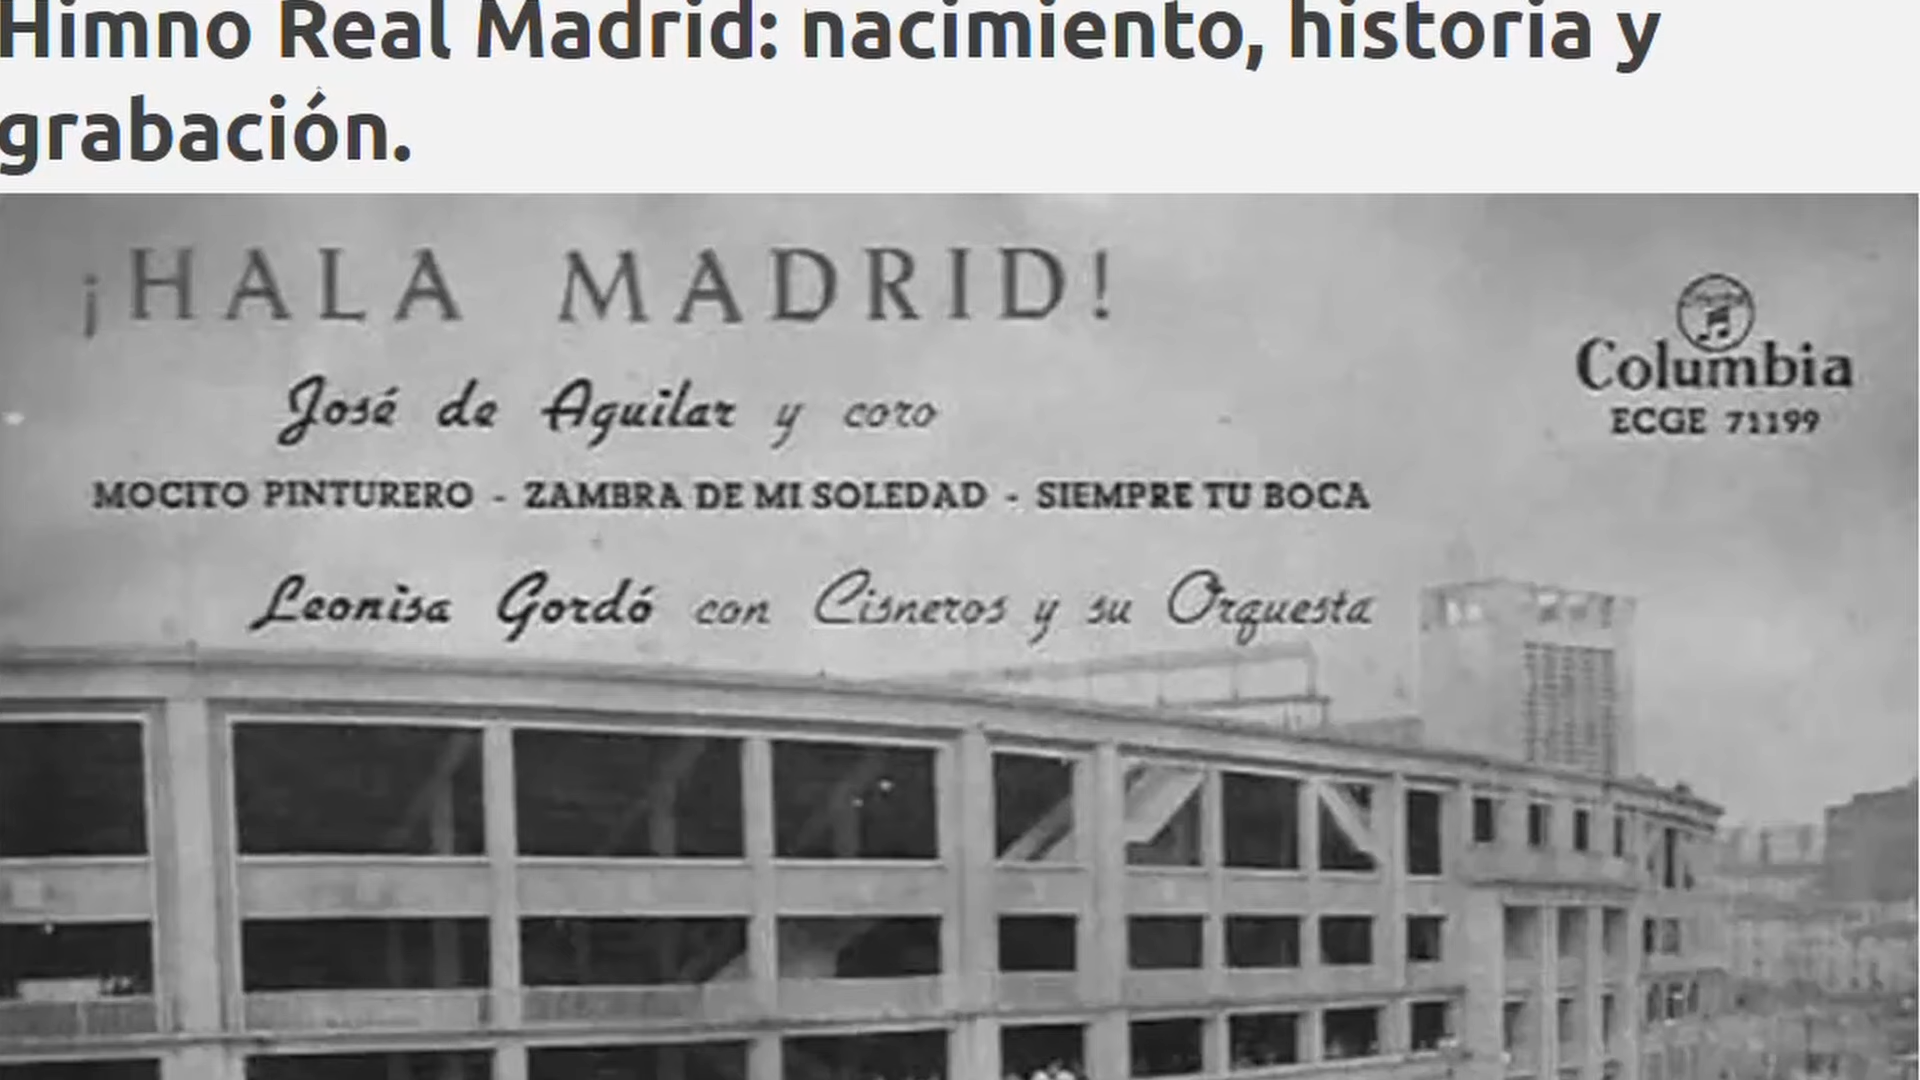 Himno Real Madrid: nacimiento, historia y
grabación.
¡HALA MADRID!
José de Aguilar y coro
Columbia
ECGE 71199
MOCITO PINTURERO - ZAMBRA DE MI SOLEDAD - SIEMPRE TU BOCA
Leonisa Gordó con Cisneros y su Orquesta